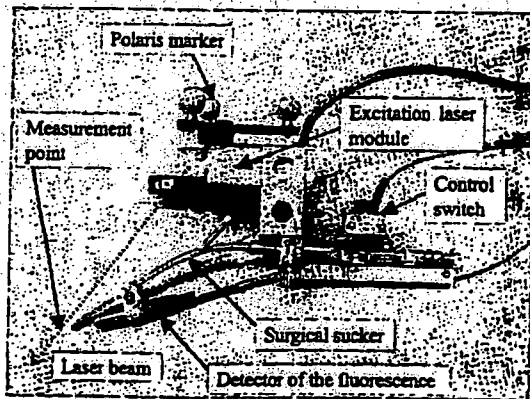 Polaris marker
Measurement
point
Excitation laser
module
Control
switch
Surgical sucker
Laser beam
Detector of the fluorescence